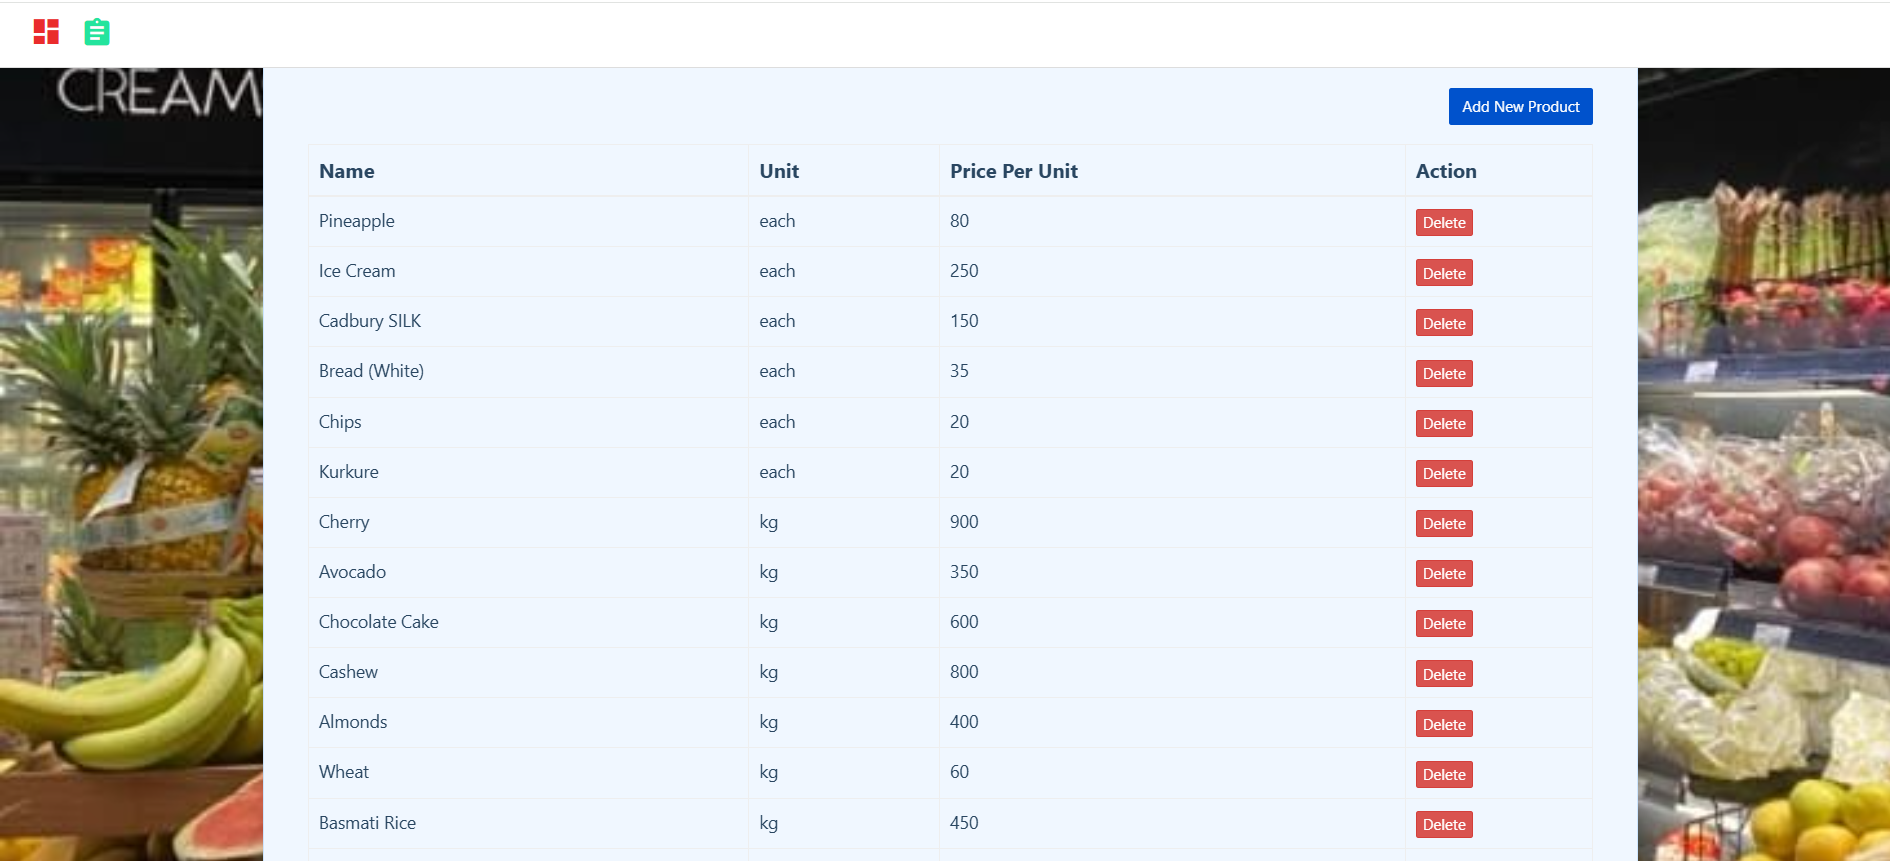 CREAM
Add New Product
Name Unit Price Per Unit Action
Pineapple each 80 Delete
Ice Cream each 250 Delete
Cadbury SILK each 150 Delete
Bread (White) each 35 Delete
Chips each 20 Delete
Kurkure each 20 Delete
Cherry kg 900 Delete
Avocado kg 350 Delete
Chocolate Cake kg 600 Delete
Cashew kg 800 Delete
Almonds kg 400 Delete
Wheat kg 60 Delete
Basmati Rice kg 450 Delete